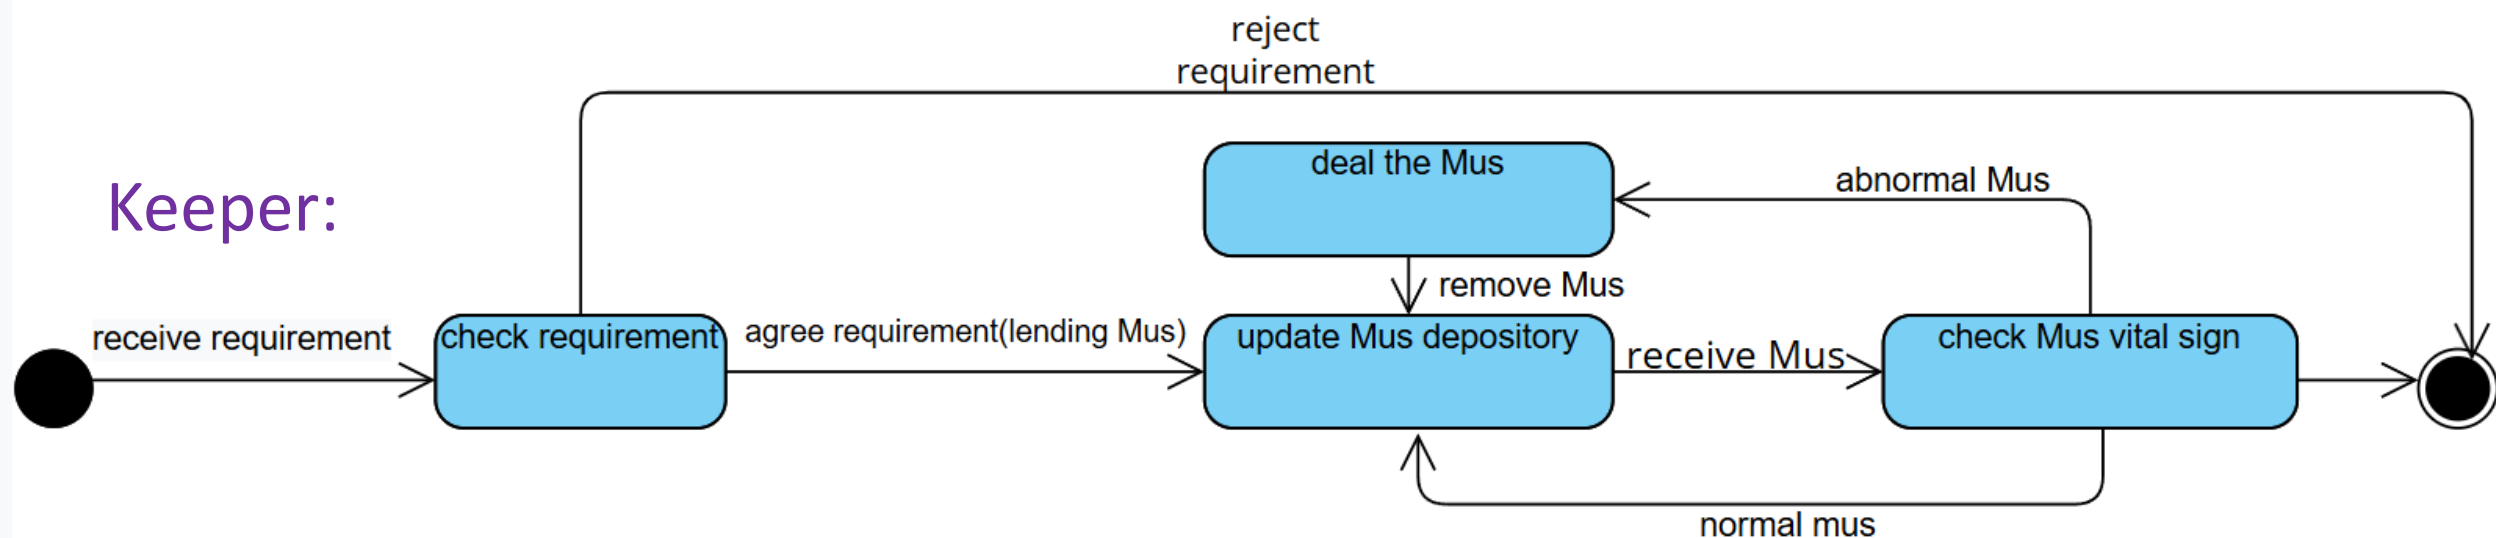 reject
requirement
deal the Mus
abnormal Mus
Keeper:
remove Mus
receive requirement
check requirement
agree requirement(lending Mus)
update Mus depository
receive Mus
check Mus vital sign
normal mus